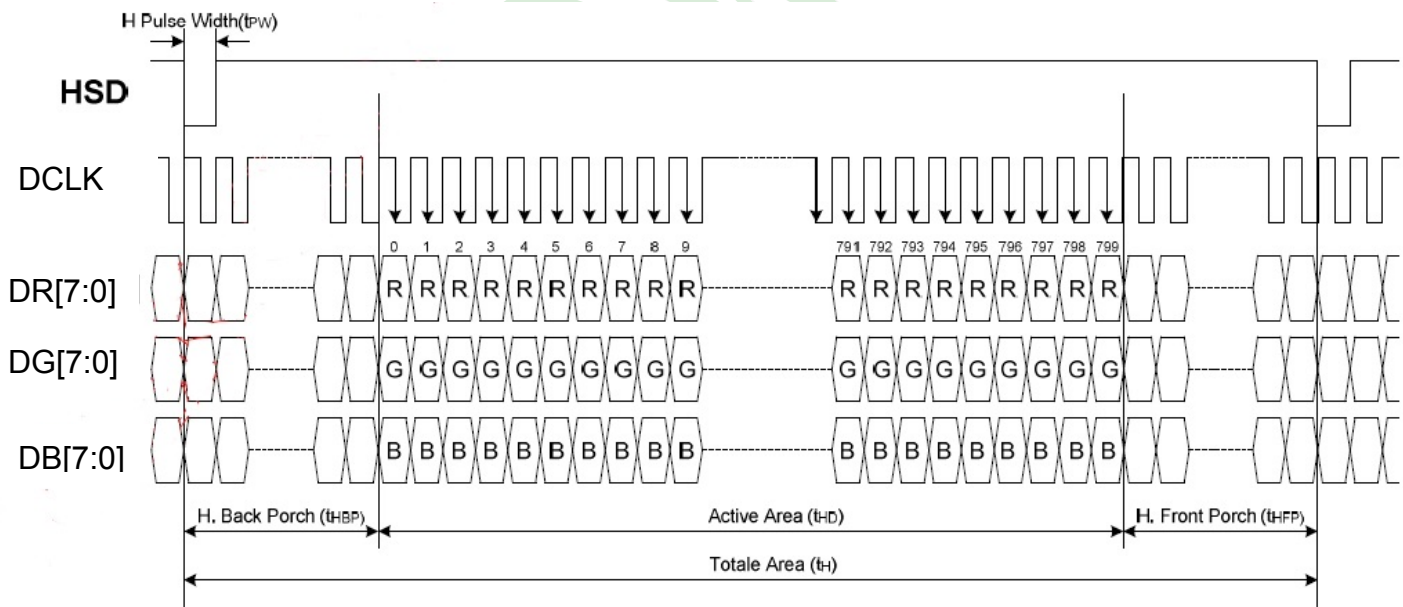 H Pulse Width(tPW)
HSD
DCLK
0 1 2 3 4 5 6 7 8 9 791 792 793 794 795 796 797 798 799
DR[7:0] R R R R R R R R R R R R R R R R R R R
DG[7:0] G G G G G G G G G G G G G G G G G G G
DB[7:0] B B B B B B B B B B B B B B B B B B B
H. Back Porch (tHBP) Active Area (tHD) H. Front Porch (tHFP)
Totale Area (tH)